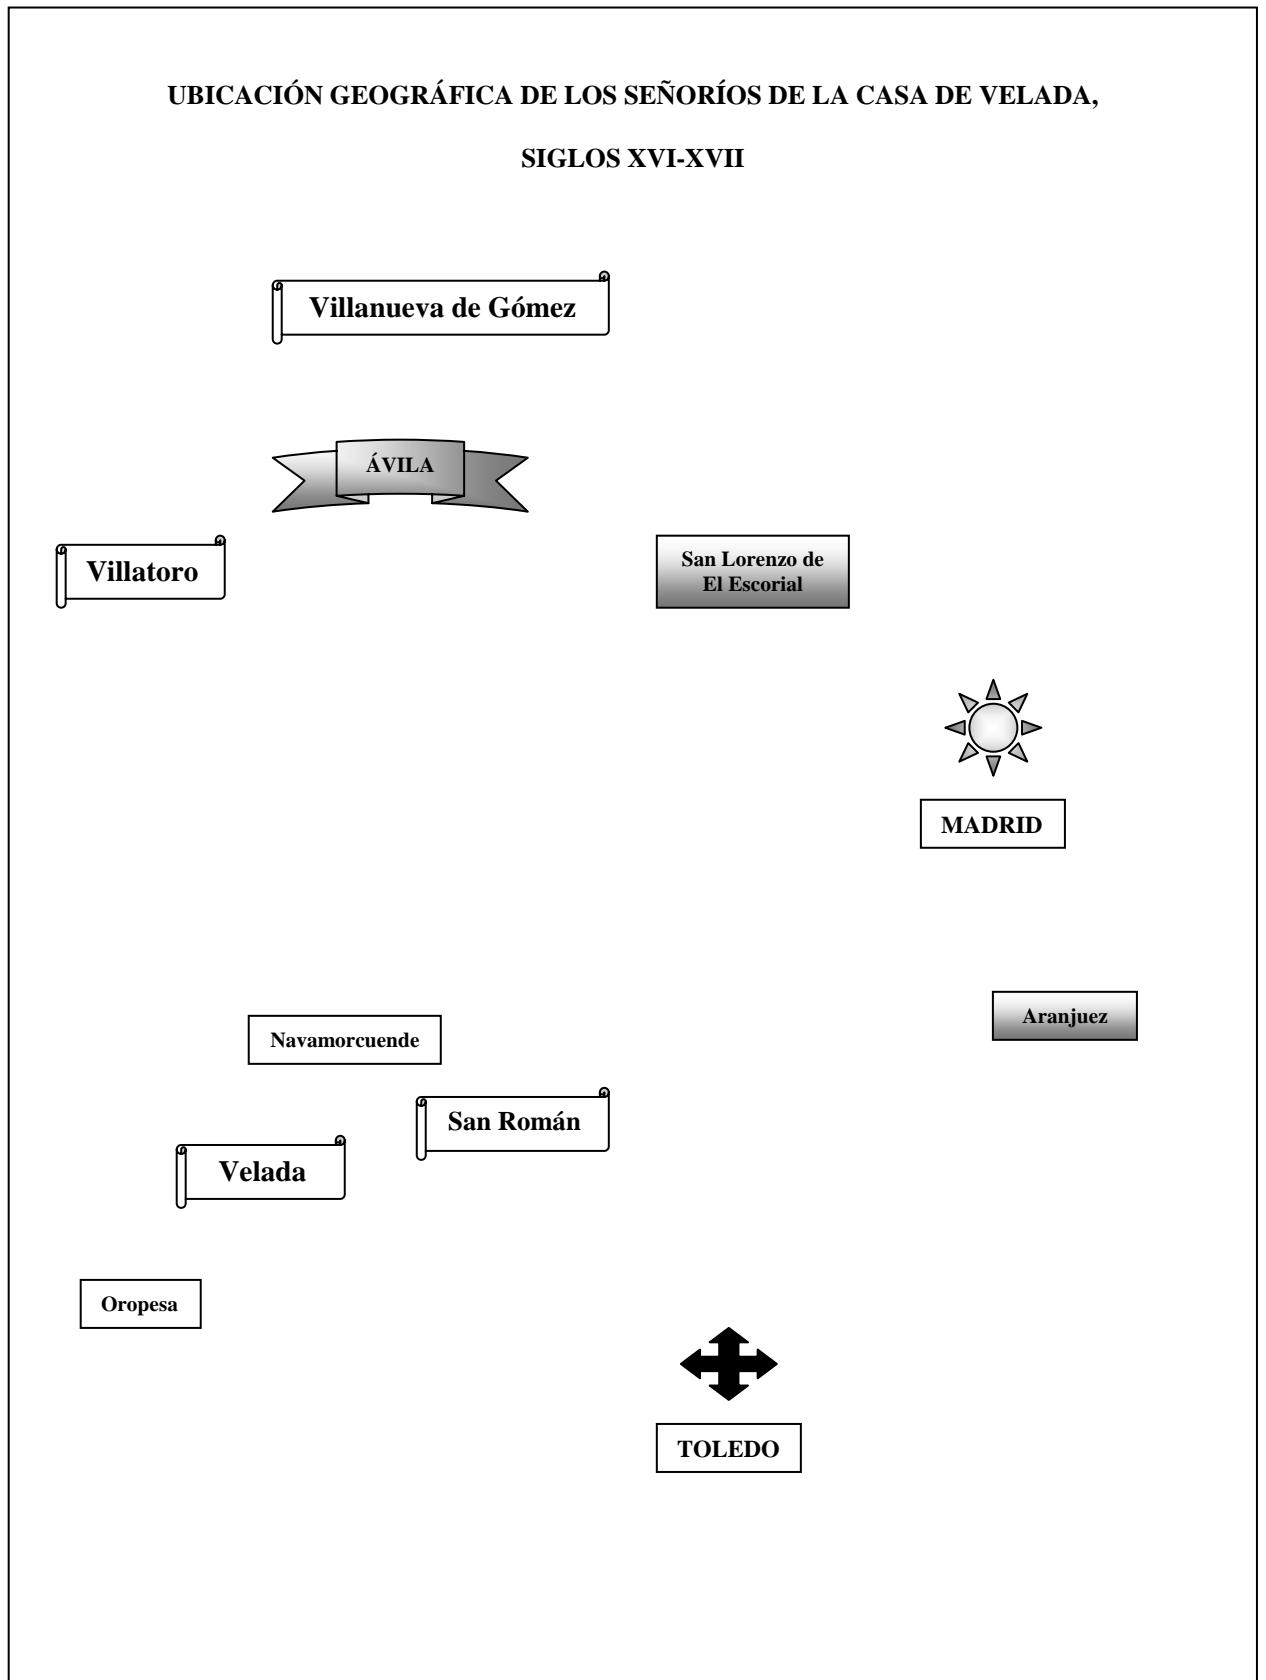 UBICACIÓN GEOGRÁFICA DE LOS SEÑORÍOS DE LA CASA DE VELADA,
SIGLOS XVI-XVII
Villanueva de Gómez
ÁVILA
Villatoro
San Lorenzo de
El Escorial
MADRID
Aranjuez
Navamorcuende
San Román
Velada
Oropesa
TOLEDO